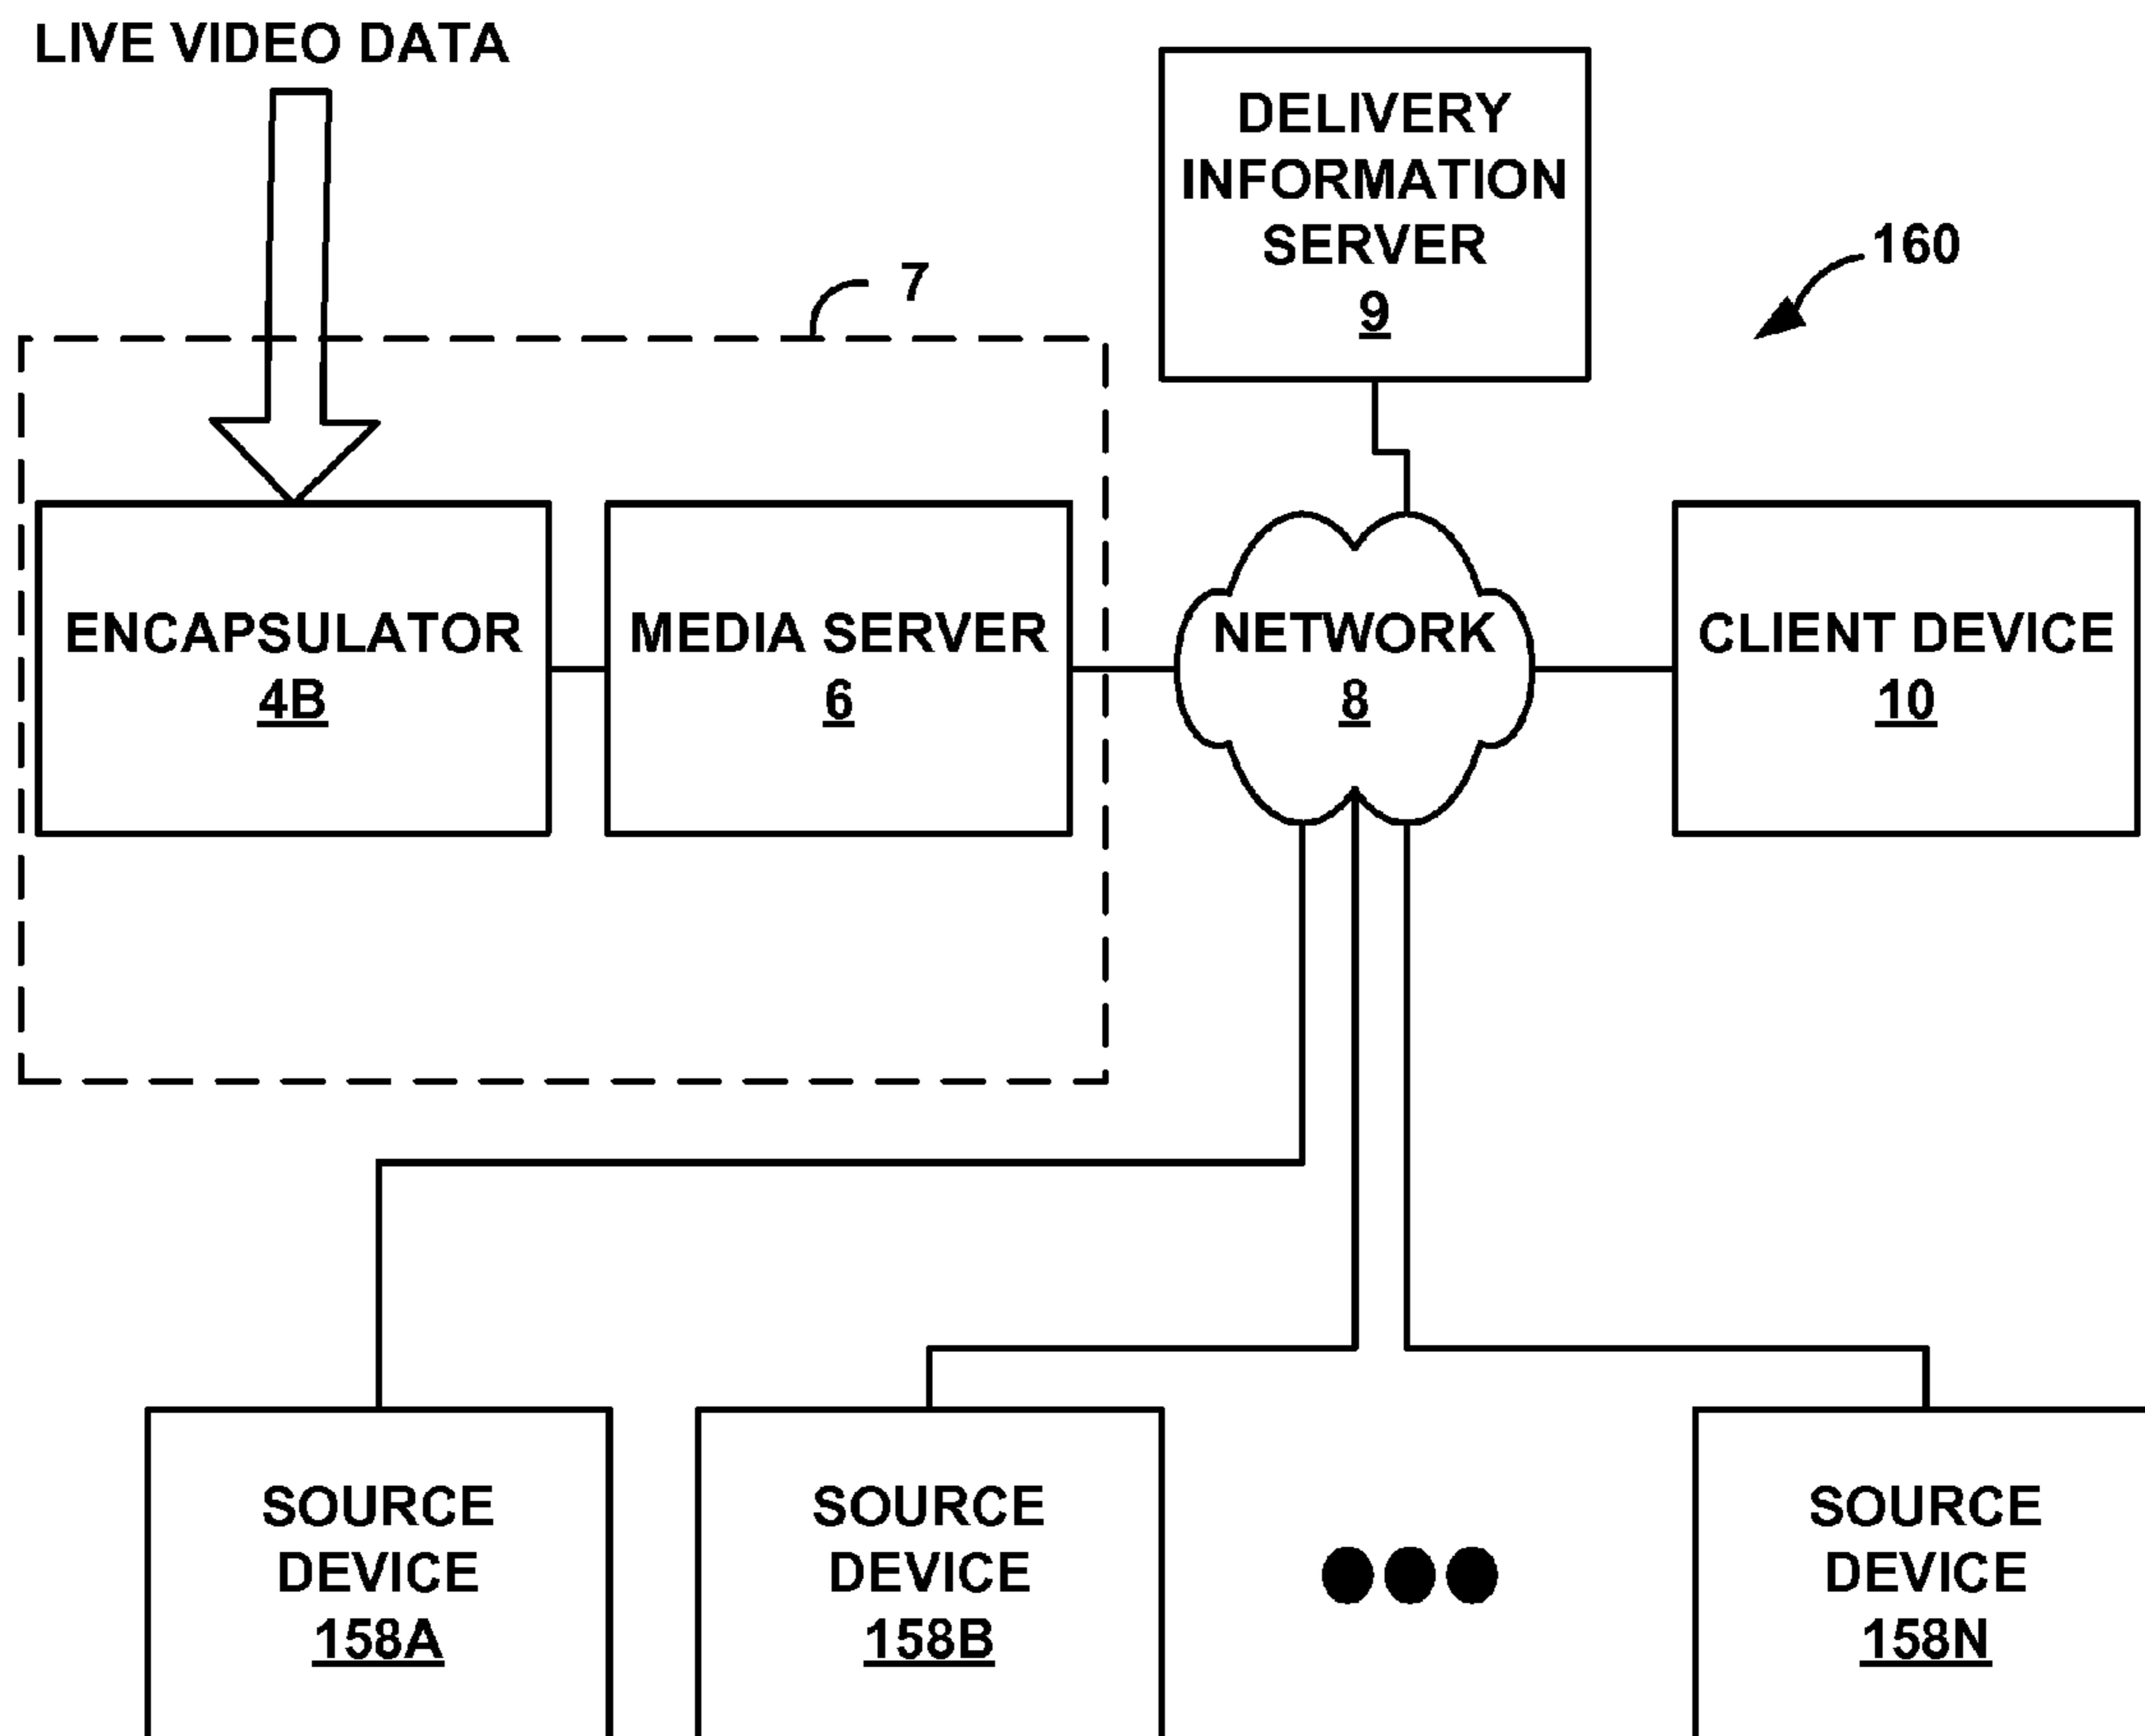 LIVE VIDEO DATA
DELIVERY
INFORMATION
SERVER
9
160
7
ENCAPSULATOR
4B
MEDIA SERVER
6
NETWORK
8
CLIENT DEVICE
10
SOURCE
DEVICE
158A
SOURCE
DEVICE
158B
SOURCE
DEVICE
158N